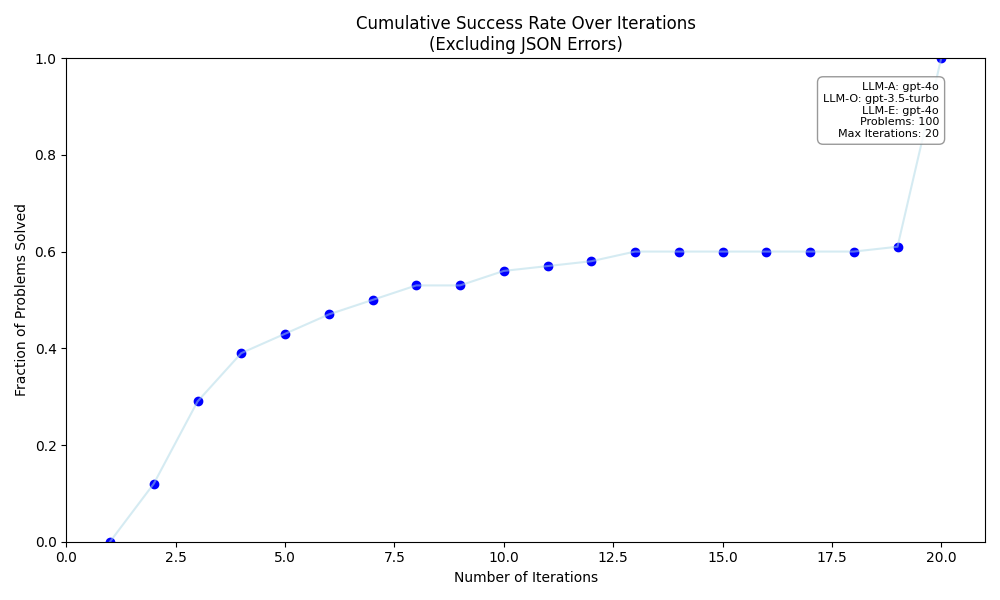 Cumulative Success Rate Over Iterations
(Excluding JSON Errors)
LLM-A: gpt-4o
LLM-O: gpt-3.5-turbo
LLM-E: gpt-4o
Problems: 100
Max Iterations: 20
Fraction of Problems Solved
1.0
0.8
0.6
0.4
0.2
0.0
0.0 2.5 5.0 7.5 10.0 12.5 15.0 17.5 20.0
Number of Iterations